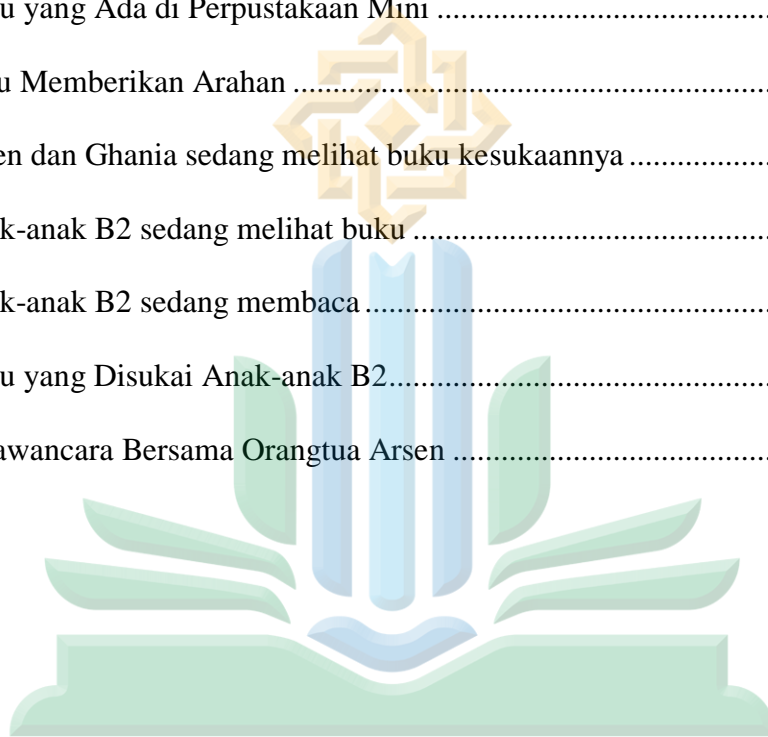 u yang Ada di Perpustakaan Mini ..........................................
u Memberikan Arahan ............................................................
en dan Ghania sedang melihat buku kesukaannya ..................
k-anak B2 sedang melihat buku .............................................
k-anak B2 sedang membaca ...................................................
u yang Disukai Anak-anak B2................................................
awancara Bersama Orangtua Arsen ........................................